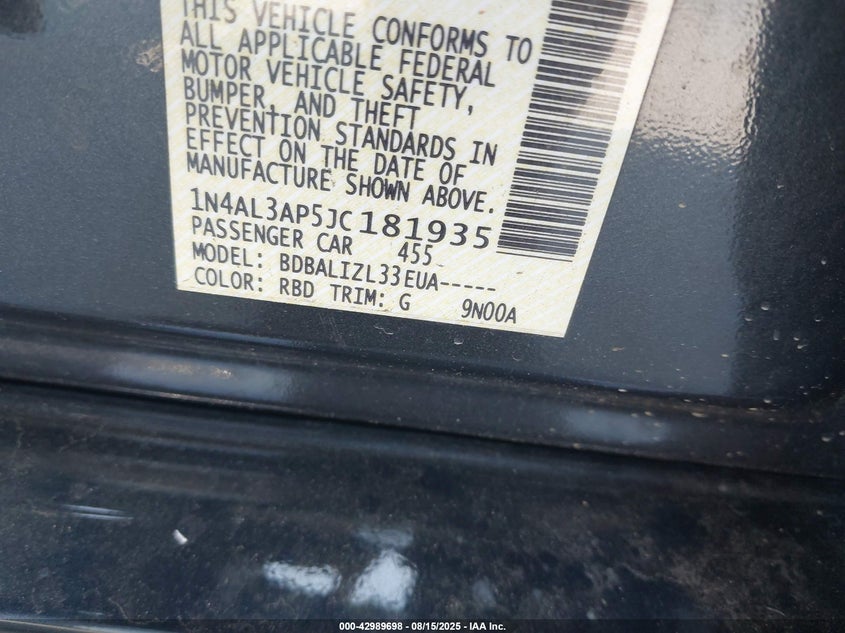 THIS VEHICLE CONFORMS TO
ALL APPLICABLE FEDERAL
MOTOR VEHICLE SAFETY,
BUMPER, AND THEFT
PREVENTION STANDARDS IN
EFFECT ON THE DATE OF
MANUFACTURE SHOWN ABOVE.
1N4AL3AP5JC181935
PASSENGER CAR 455
MODEL: BDBALIZL33EUA-----
COLOR: RBD TRIM: G 9N00A
000-42989698 - 08/15/2025 - IAA Inc.